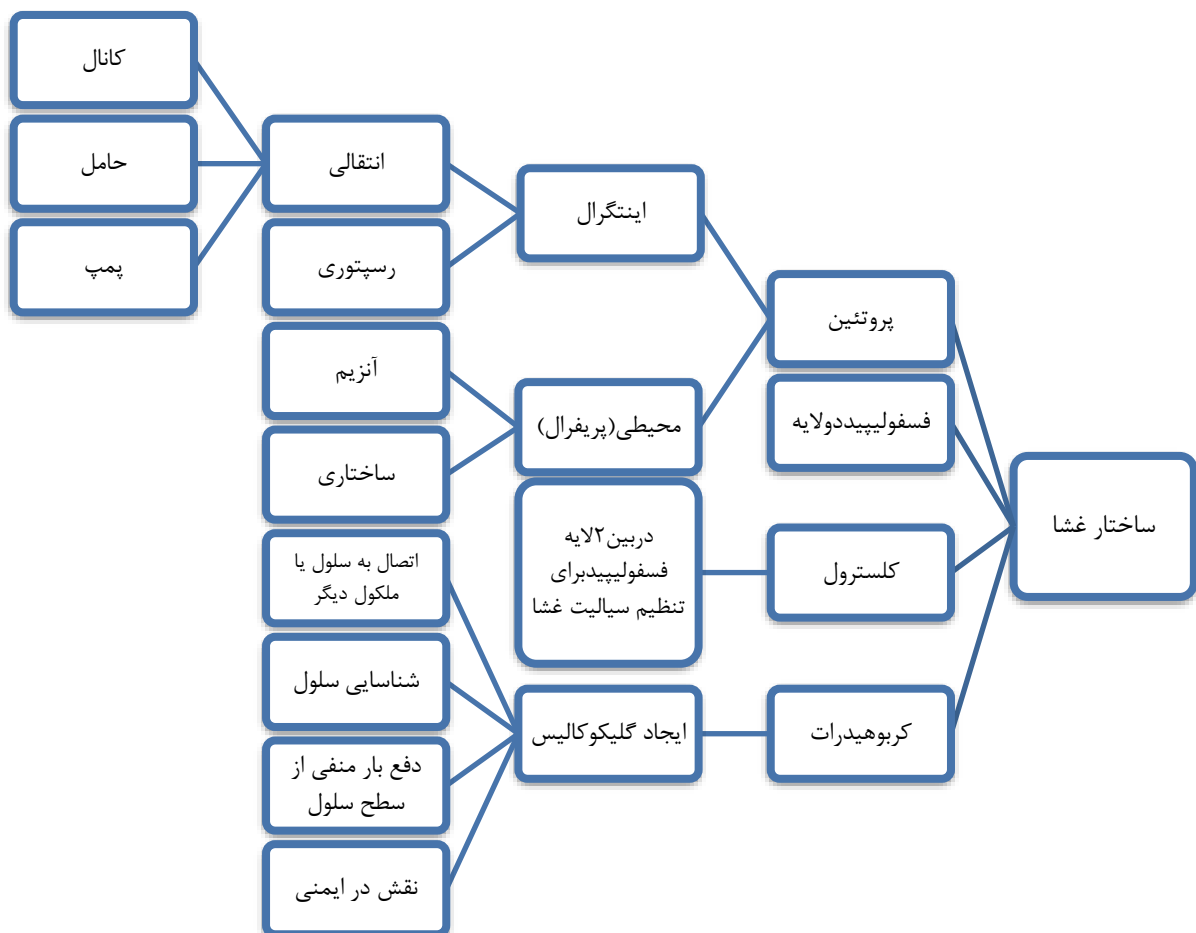 ساختار غشا
پروتئین
فسفولیپیددولایه
کلسترول
کربوهیدرات
اینتگرال
محیطی(پریفرال)
دربین۲لایه
فسفولیپیدبرای
تنظیم سیالیت غشا
ایجاد گلیکوکالیس
انتقالی
رسپتوری
آنزیم
ساختاری
اتصال به سلول یا
ملکول دیگر
شناسایی سلول
دفع بار منفی از
سطح سلول
نقش در ایمنی
کانال
حامل
پمپ